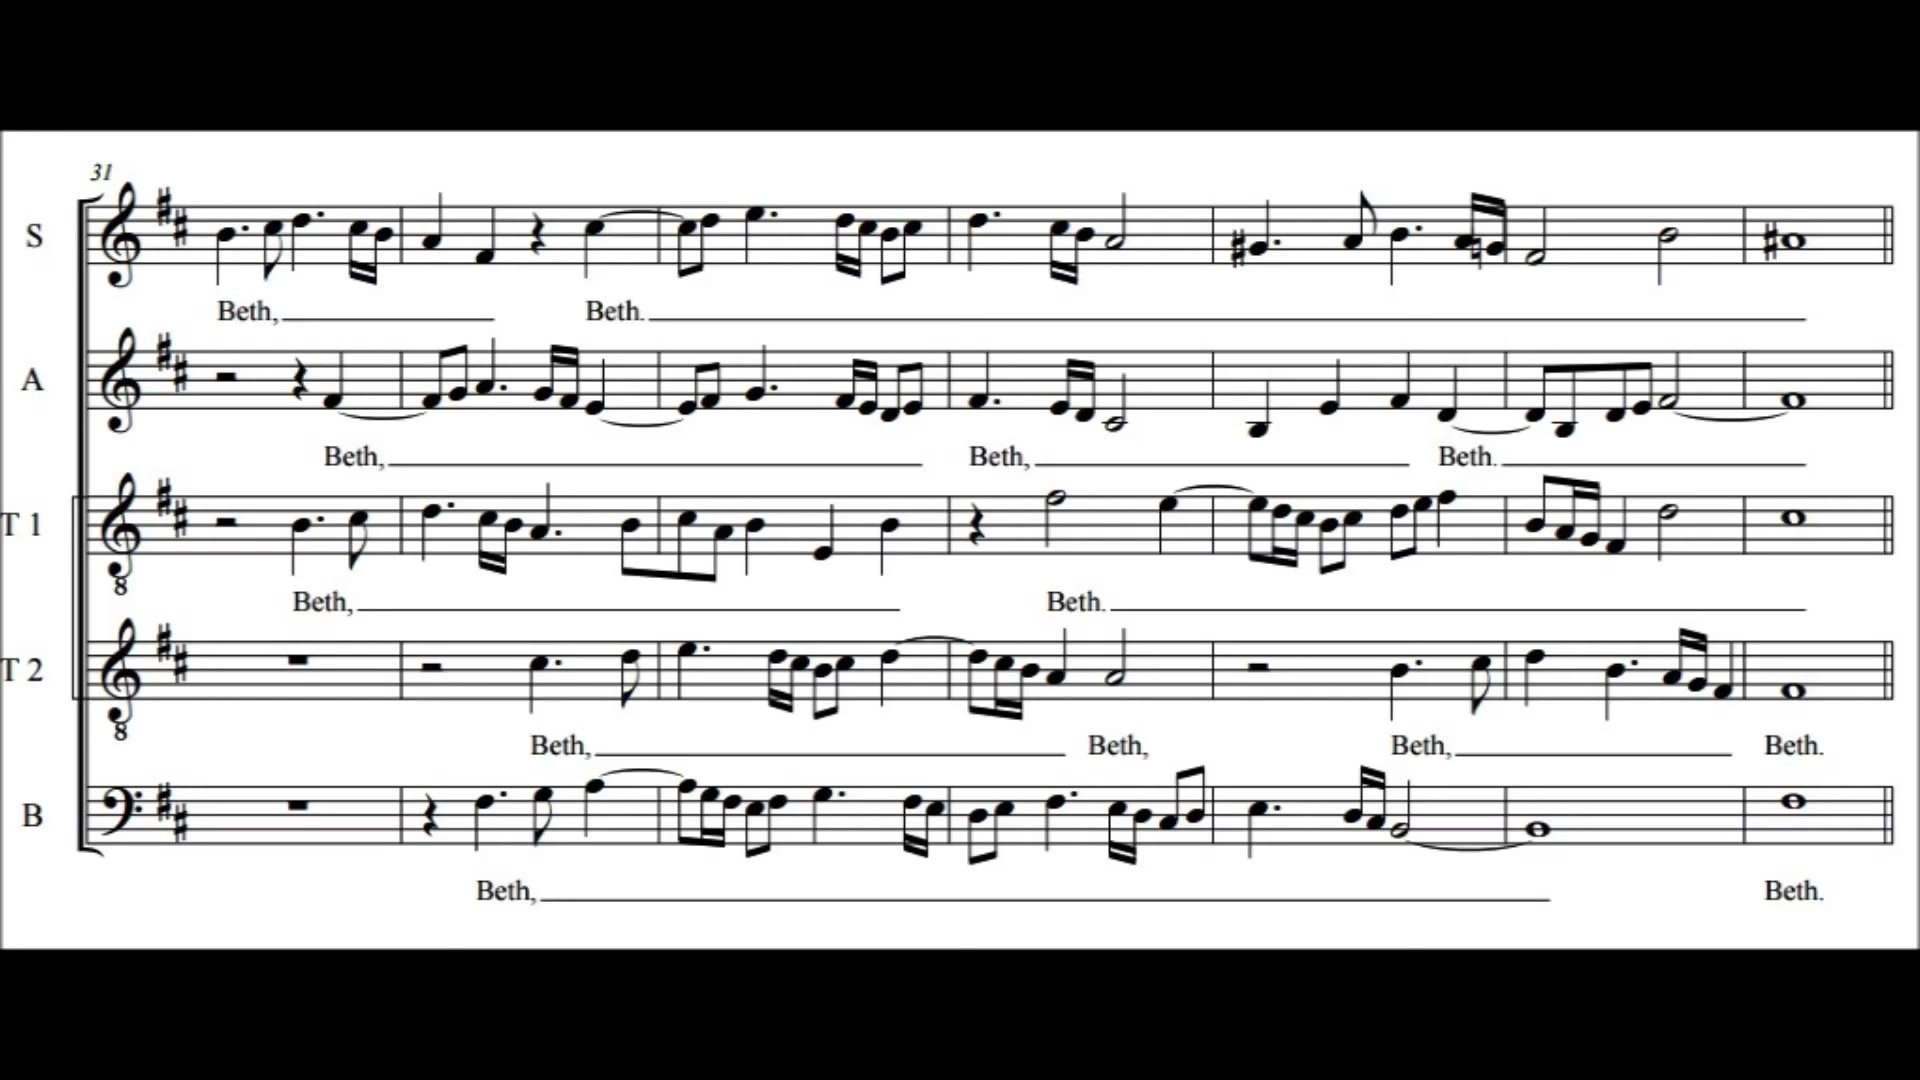 31
S
Beth, Beth.
A
Beth, Beth, Beth.
T 1
8
Beth, Beth.
T 2
8
Beth, Beth, Beth, Beth.
B
Beth, Beth.